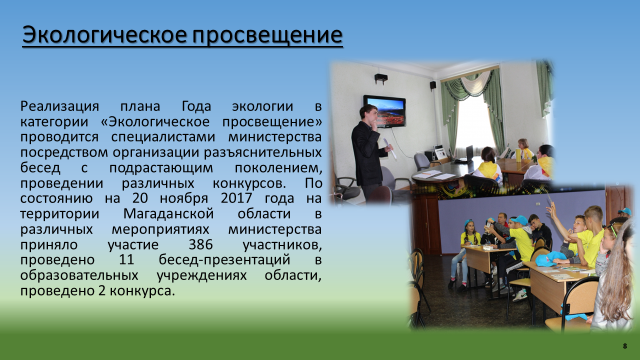 Экологическое просвещение
Реализация плана Года экологии в
категории «Экологическое просвещение»
проводится специалистами министерства
посредством организации разъяснительных
бесед с подрастающим поколением,
проведении различных конкурсов. По
состоянию на 20 ноября 2017 года на
территории Магаданской области в
различных мероприятиях министерства
приняло участие 386 участников,
проведено 11 бесед-презентаций в
образовательных учреждениях области,
проведено 2 конкурса.
8